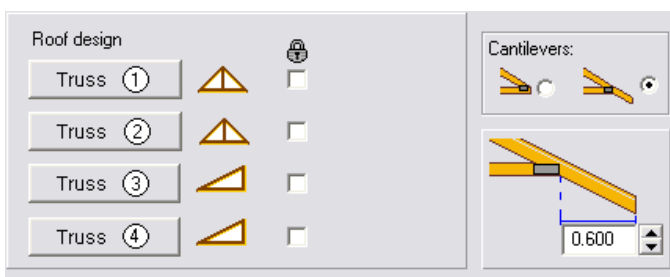 Roof design
Truss 1
Truss 2
Truss 3
Truss 4
Cantilevers:
0.600